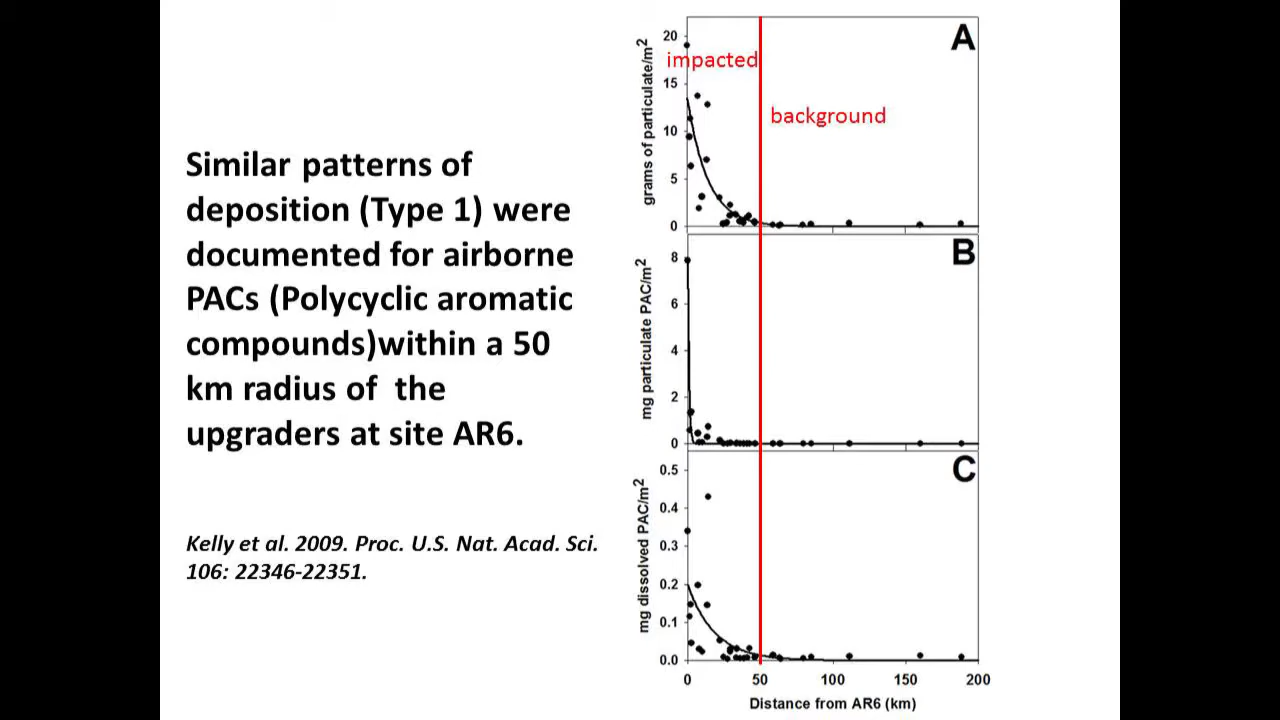 Similar patterns of
deposition (Type 1) were
documented for airborne
PACs (Polycyclic aromatic
compounds)within a 50
km radius of the
upgraders at site AR6.
Kelly et al. 2009. Proc. U.S. Nat. Acad. Sci.
106: 22346-22351.
A
grams of particulate/m2
20
15
10
5
0
impacted
background
B
mg particulate PAC/m2
8
6
4
2
0
C
mg dissolved PAC/m2
0.5
0.4
0.3
0.2
0.1
0.0
0 50 100 150 200
Distance from AR6 (km)